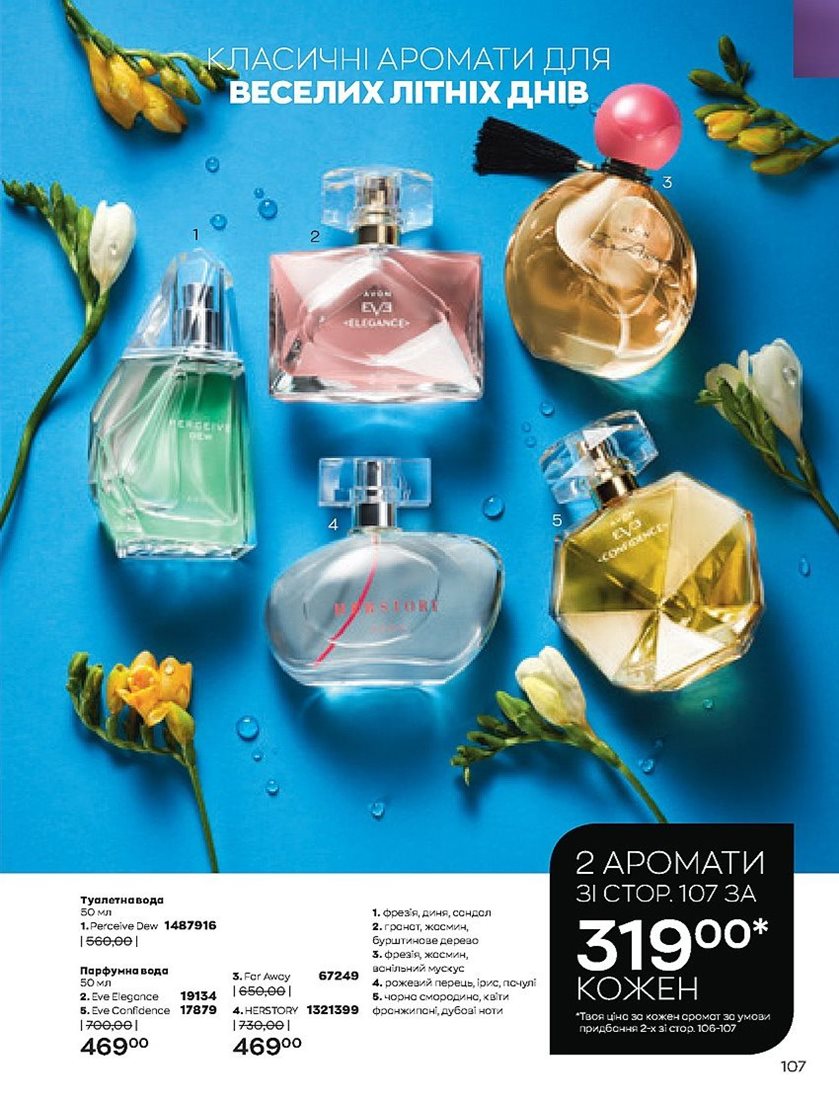 КЛАСИЧНІ АРОМАТИ ДЛЯ
ВЕСЕЛИХ ЛІТНІХ ДНІВ
1
2
3
PERCEIVE
DEW
AVON
AVON
EVE
<ELEGANCE>
AVON
4
HERSTORY
5
AVON
EVE
<CONFIDENCE>
Туалетна вода
50 мл
1. Perceive Dew 1487916
| 560,00 |
Парфумна вода
50 мл
2. Eve Elegance 19134
5. Eve Confidence 17879
| 700,00 |
469⁰⁰
3. Far Away 67249
| 650,00 |
4. HERSTORY 1321399
| 730,00 |
469⁰⁰
1. фрезія, диня, сандал
2. гранат, жасмин,
бурштинове дерево
3. фрезія, жасмин,
ванільний мускус
4. рожевий перець, ірис, пачулі
5. чорна смородина, квіти
франжипані, дубові ноти
2 АРОМАТИ
ЗІ СТОР. 107 ЗА
319⁰⁰*
КОЖЕН
*Твоя ціна за кожен аромат за умови
придбання 2-х зі стор. 106-107
107